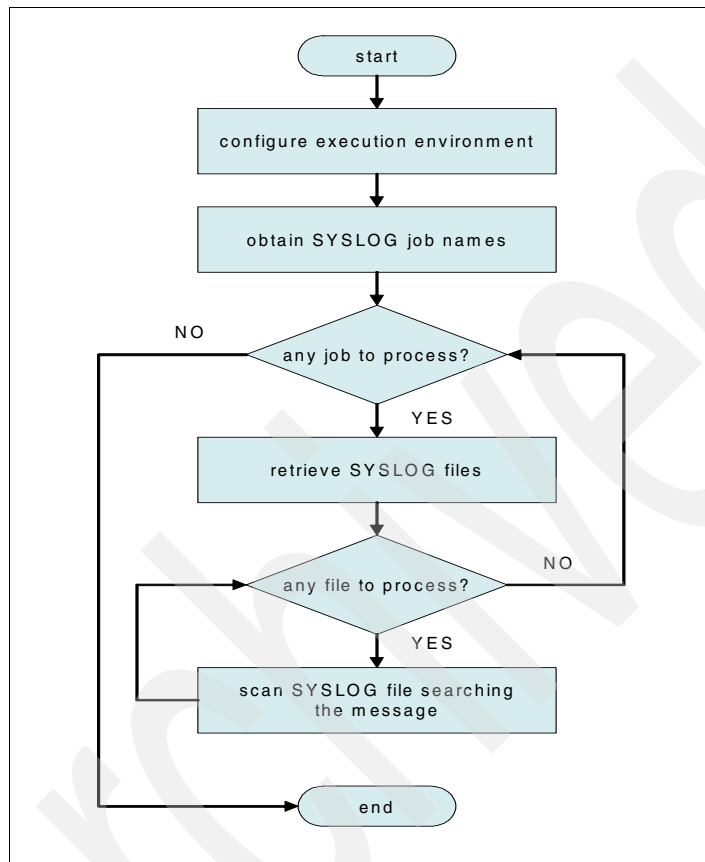 start
configure execution environment
obtain SYSLOG job names
NO
any job to process?
YES
retrieve SYSLOG files
any file to process?
NO
YES
scan SYSLOG file searching
the message
end